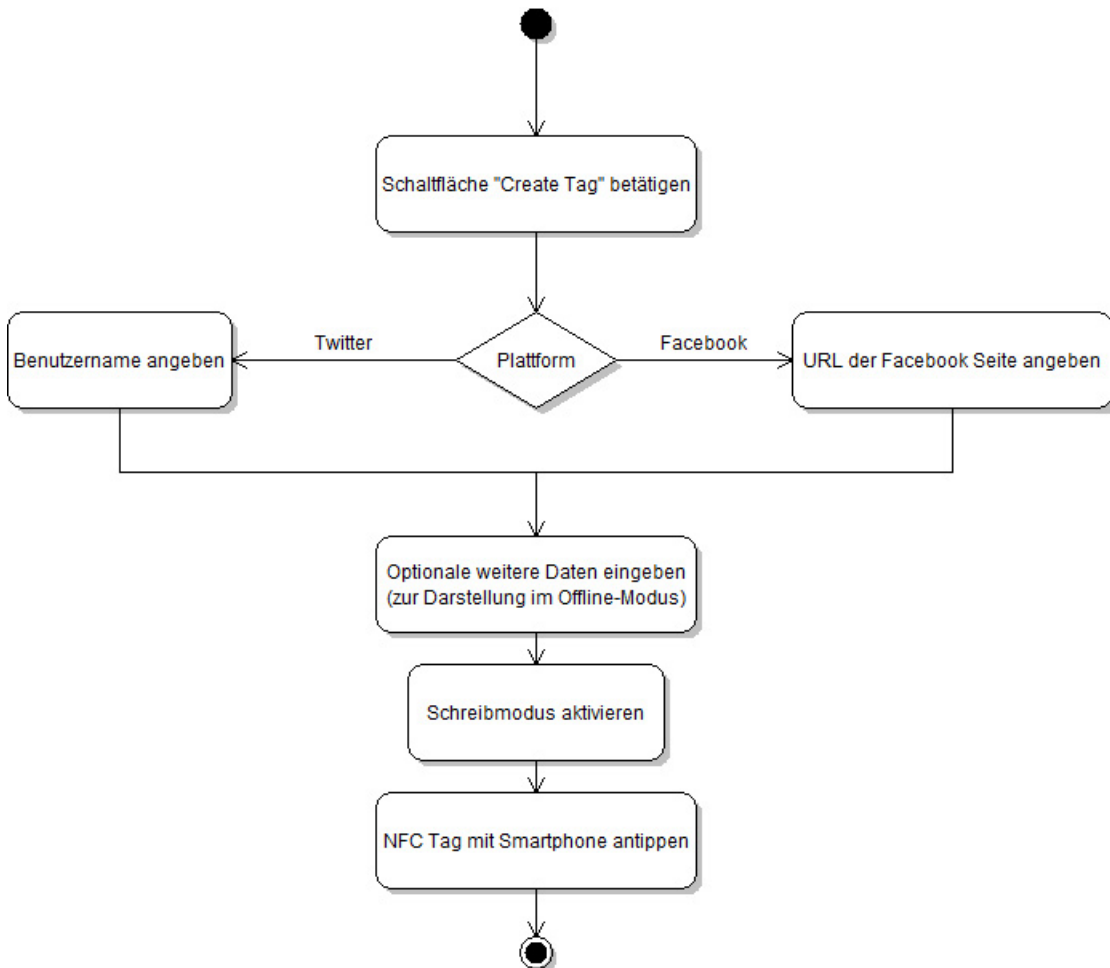 Schaltfläche "Create Tag" betätigen
Twitter
Facebook
Benutzername angeben
Plattform
URL der Facebook Seite angeben
Optionale weitere Daten eingeben
(zur Darstellung im Offline-Modus)
Schreibmodus aktivieren
NFC Tag mit Smartphone antippen